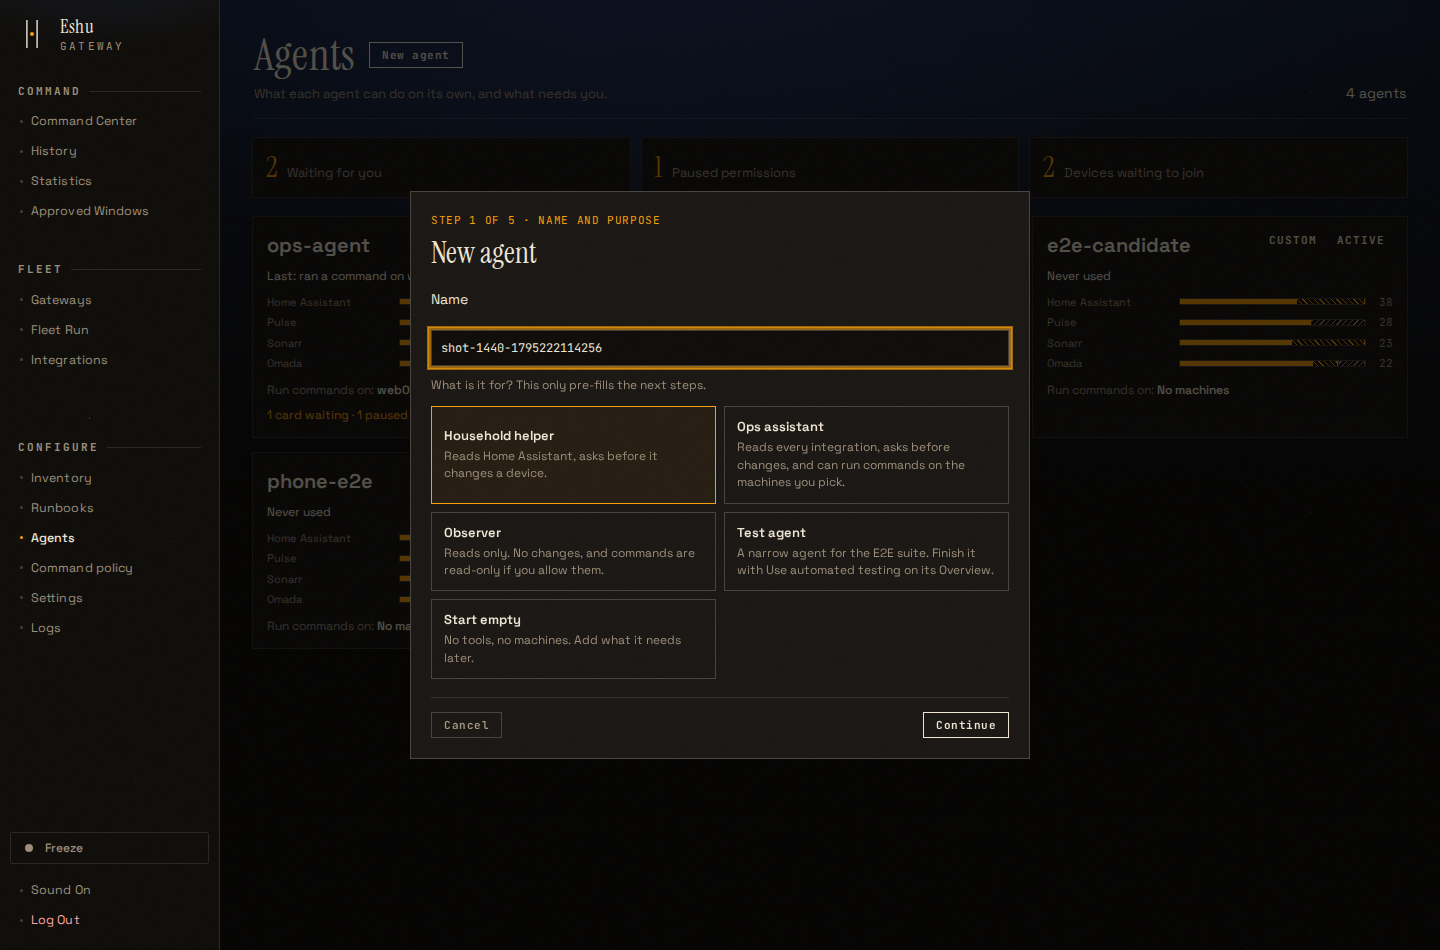 Eshu
GATEWAY
COMMAND
Command Center
History
Statistics
Approved Windows
FLEET
Gateways
Fleet Run
Integrations
CONFIGURE
Inventory
Runbooks
Agents
Command policy
Settings
Logs
Freeze
Sound On
Log Out
Agents
New agent
What each agent can do on its own, and what needs you.
4 agents
2 Waiting for you
1 Paused permissions
2 Devices waiting to join
ops-agent
Last: ran a command on
Home Assistant
Pulse
Sonarr
Omada
Run commands on:
1 card waiting · 1 paused
e2e-candidate
CUSTOM ACTIVE
Never used
Home Assistant 38
Pulse 28
Sonarr 23
Omada 22
Run commands on: No machines
phone-e2e
Never used
Home Assistant
Pulse
Sonarr
Omada
Run commands on: No
STEP 1 OF 5 · NAME AND PURPOSE
New agent
Name
shot-1440-1795222114256
What is it for? This only pre-fills the next steps.
Household helper
Reads Home Assistant, asks before it
changes a device.
Ops assistant
Reads every integration, asks before
changes, and can run commands on the
machines you pick.
Observer
Reads only. No changes, and commands are
read-only if you allow them.
Test agent
A narrow agent for the E2E suite. Finish it
with Use automated testing on its Overview.
Start empty
No tools, no machines. Add what it needs
later.
Cancel
Continue